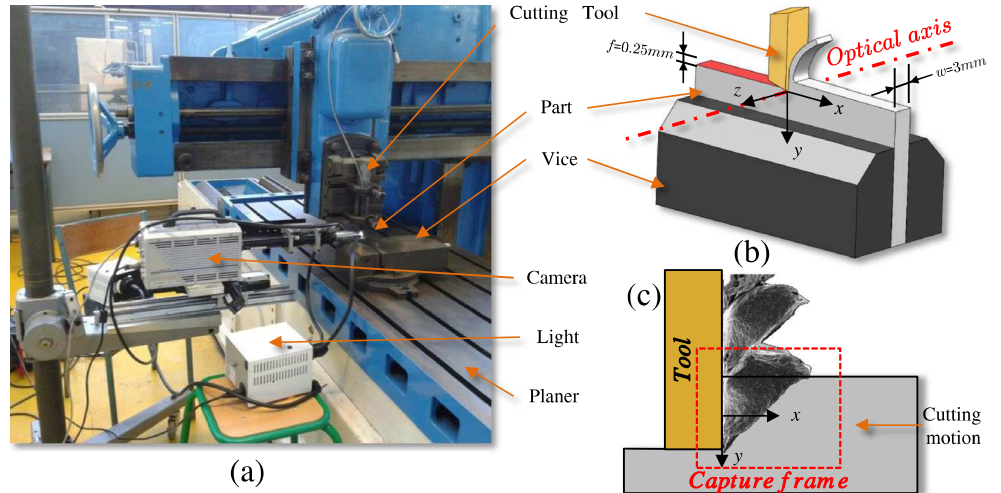 Cutting Tool
Part
Vice
Camera
Light
Planer
(a)
f=0.25mm
Optical axis
w=3mm
z
x
y
(b)
(c)
Tool
x
y
Cutting
motion
Capture frame